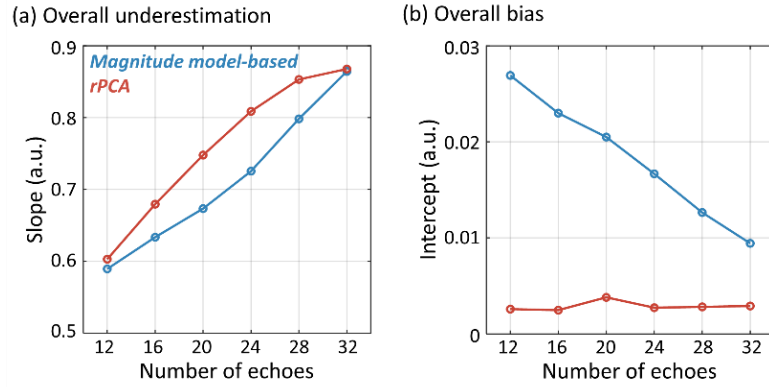 (a) Overall underestimation
0.9
0.8
0.7
0.6
0.5
Slope (a.u.)
Magnitude model-based
rPCA
12 16 20 24 28 32
Number of echoes
(b) Overall bias
0.03
0.02
0.01
0
Intercept (a.u.)
12 16 20 24 28 32
Number of echoes